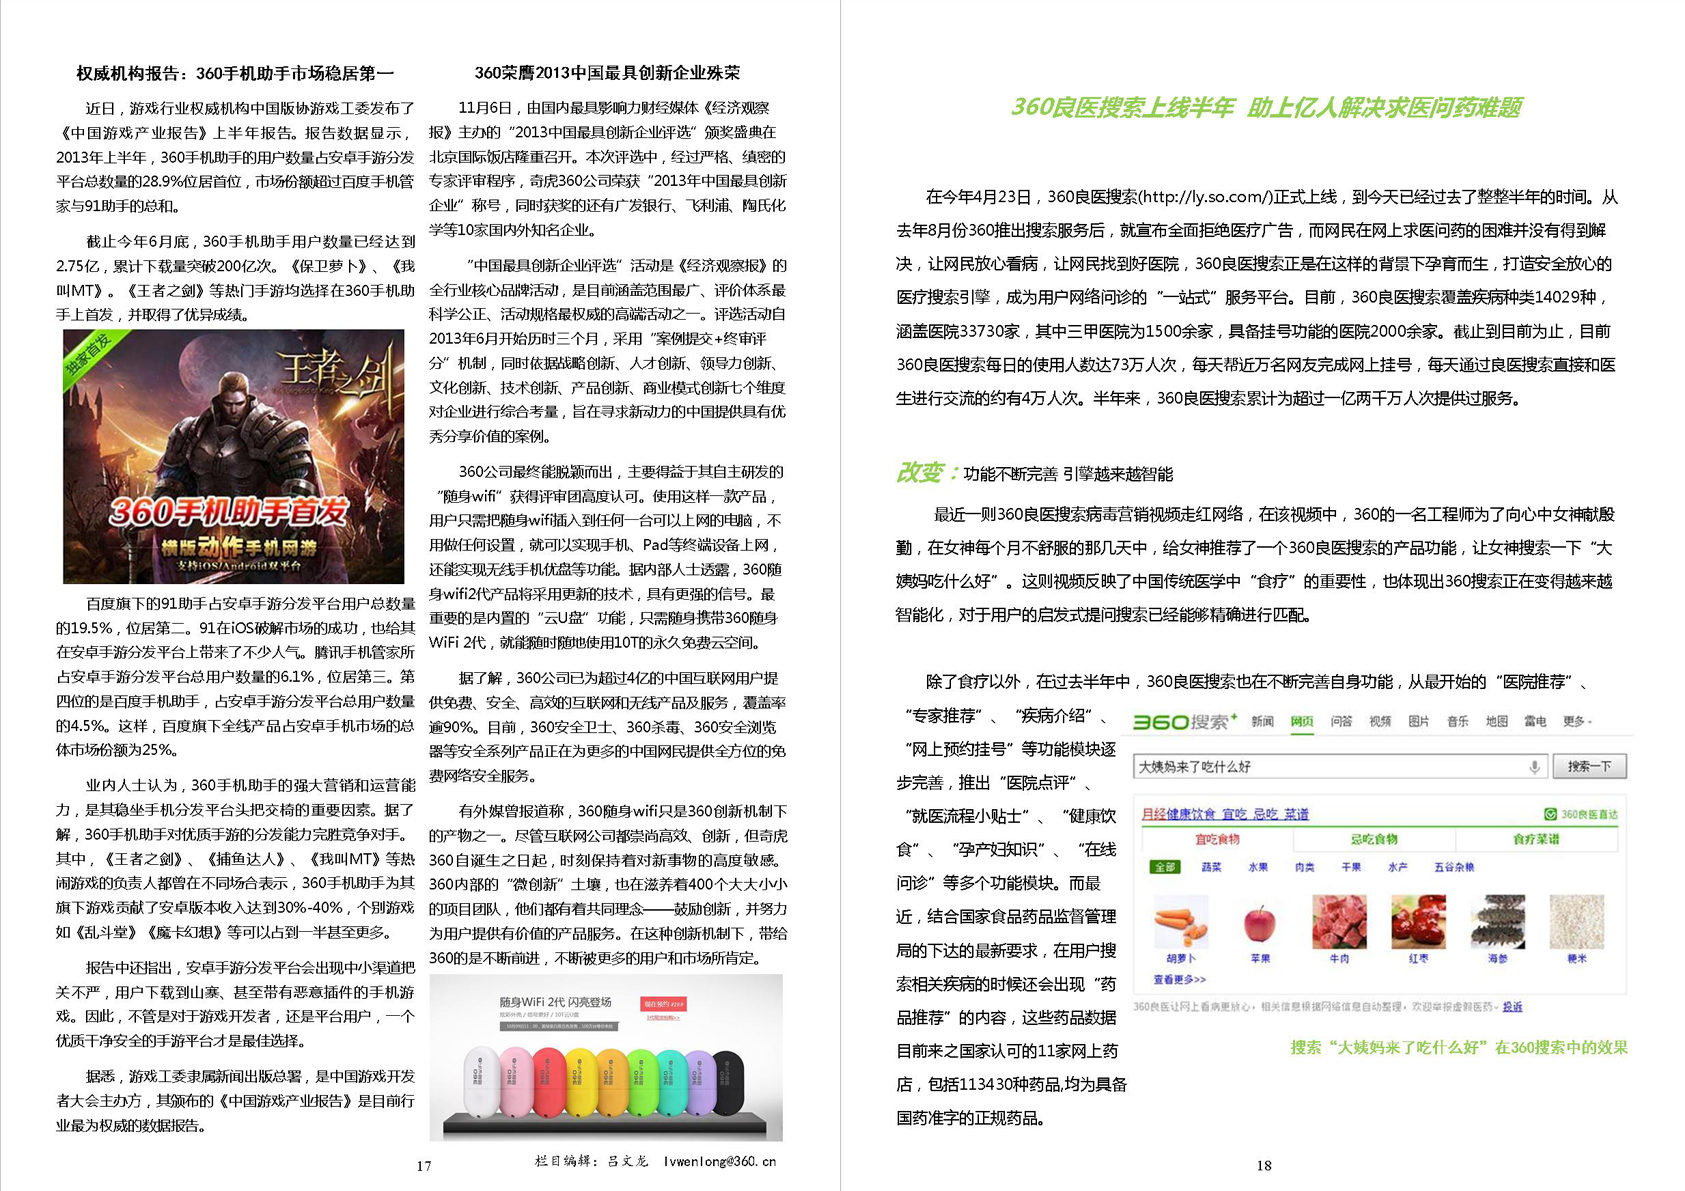 权威机构报告：360手机助手市场稳居第一
近日，游戏行业权威机构中国版协游戏工委发布了
《中国游戏产业报告》上半年报告。报告数据显示，
2013年上半年，360手机助手的用户数量占安卓手游分发
平台总数量的28.9%位居首位，市场份额超过百度手机管
家与91助手的总和。
截止今年6月底，360手机助手用户数量已经达到
2.75亿，累计下载量突破200亿次。《保卫萝卜》、《我
叫MT》。《王者之剑》等热门手游均选择在360手机助
手上首发，并取得了优异成绩。
独家首发
王者之剑
360手机助手首发
横版动作手机网游
支持iOS/Android双平台
百度旗下的91助手占安卓手游分发平台用户总数量
的19.5%，位居第二。91在iOS破解市场的成功，也给其
在安卓手游分发平台上带来了不少人气。腾讯手机管家所
占安卓手游分发平台总用户数量的6.1%，位居第三。第
四位的是百度手机助手，占安卓手游分发平台总用户数量
的4.5%。这样，百度旗下全线产品占安卓手机市场的总
体市场份额为25%。
业内人士认为，360手机助手的强大营销和运营能
力，是其稳坐手机分发平台头把交椅的重要因素。据了
解，360手机助手对优质手游的分发能力完胜竞争对手。
其中，《王者之剑》、《捕鱼达人》、《我叫MT》等热
闹游戏的负责人都曾在不同场合表示，360手机助手为其
旗下游戏贡献了安卓版本收入达到30%-40%，个别游戏
如《乱斗堂》《魔卡幻想》等可以占到一半甚至更多。
报告中还指出，安卓手游分发平台会出现中小渠道把
关不严，用户下载到山寨、甚至带有恶意插件的手机游
戏。因此，不管是对于游戏开发者，还是平台用户，一个
优质干净安全的手游平台才是最佳选择。
据悉，游戏工委隶属新闻出版总署，是中国游戏开发
者大会主办方，其颁布的《中国游戏产业报告》是目前行
业最为权威的数据报告。
360荣膺2013中国最具创新企业殊荣
11月6日，由国内最具影响力财经媒体《经济观察
报》主办的“2013中国最具创新企业评选”颁奖盛典在
北京国际饭店隆重召开。本次评选中，经过严格、缜密的
专家评审程序，奇虎360公司荣获“2013年中国最具创新
企业”称号，同时获奖的还有广发银行、飞利浦、陶氏化
学等10家国内外知名企业。
“中国最具创新企业评选”活动是《经济观察报》的
全行业核心品牌活动，是目前涵盖范围最广、评价体系最
科学公正、活动规格最权威的高端活动之一。评选活动自
2013年6月开始历时三个月，采用“案例提交+终审评
分”机制，同时依据战略创新、人才创新、领导力创新、
文化创新、技术创新、产品创新、商业模式创新七个维度
对企业进行综合考量，旨在寻求新动力的中国提供具有优
秀分享价值的案例。
360公司最终能脱颖而出，主要得益于其自主研发的
“随身wifi”获得评审团高度认可。使用这样一款产品，
用户只需把随身wifi插入到任何一台可以上网的电脑，不
用做任何设置，就可以实现手机、Pad等终端设备上网，
还能实现无线手机优盘等功能。据内部人士透露，360随
身wifi2代产品将采用更新的技术，具有更强的信号。最
重要的是内置的“云U盘”功能，只需随身携带360随身
WiFi 2代，就能随时随地使用10T的永久免费云空间。
据了解，360公司已为超过4亿的中国互联网用户提
供免费、安全、高效的互联网和无线产品及服务，覆盖率
逾90%。目前，360安全卫士、360杀毒、360安全浏览
器等安全系列产品正在为更多的中国网民提供全方位的免
费网络安全服务。
有外媒曾报道称，360随身wifi只是360创新机制下
的产物之一。尽管互联网公司都崇尚高效、创新，但奇虎
360自诞生之日起，时刻保持着对新事物的高度敏感。
360内部的“微创新”土壤，也在滋养着400个大大小小
的项目团队，他们都有着共同理念——鼓励创新，并努力
为用户提供有价值的产品服务。在这种创新机制下，带给
360的是不断前进，不断被更多的用户和市场所肯定。
随身WiFi 2代 闪亮登场
栏目编辑：吕文龙 lvwenlong@360.cn
17
360良医搜索上线半年 助上亿人解决求医问药难题
在今年4月23日，360良医搜索(http://ly.so.com/)正式上线，到今天已经过去了整整半年的时间。从
去年8月份360推出搜索服务后，就宣布全面拒绝医疗广告，而网民在网上求医问药的困难并没有得到解
决，让网民放心看病，让网民找到好医院，360良医搜索正是在这样的背景下孕育而生，打造安全放心的
医疗搜索引擎，成为用户网络问诊的“一站式”服务平台。目前，360良医搜索覆盖疾病种类14029种，
涵盖医院33730家，其中三甲医院为1500余家，具备挂号功能的医院2000余家。截止到目前为止，目前
360良医搜索每日的使用人数达73万人次，每天帮近万名网友完成网上挂号，每天通过良医搜索直接和医
生进行交流的约有4万人次。半年来，360良医搜索累计为超过一亿两千万人次提供过服务。
改变：功能不断完善 引擎越来越智能
最近一则360良医搜索病毒营销视频走红网络，在该视频中，360的一名工程师为了向心中女神献殷
勤，在女神每个月不舒服的那几天中，给女神推荐了一个360良医搜索的产品功能，让女神搜索一下“大
姨妈吃什么好”。这则视频反映了中国传统医学中“食疗”的重要性，也体现出360搜索正在变得越来越
智能化，对于用户的启发式提问搜索已经能够精确进行匹配。
除了食疗以外，在过去半年中，360良医搜索也在不断完善自身功能，从最开始的“医院推荐”、
“专家推荐”、“疾病介绍”、
“网上预约挂号”等功能模块逐
步完善，推出“医院点评”、
“就医流程小贴士”、“健康饮
食”、“孕产妇知识”、“在线
问诊”等多个功能模块。而最
近，结合国家食品药品监督管理
局的下达的最新要求，在用户搜
索相关疾病的时候还会出现“药
品推荐”的内容，这些药品数据
目前来之国家认可的11家网上药
店，包括113430种药品,均为具备
国药准字的正规药品。
360搜索+ 新闻 网页 问答 视频 图片 音乐 地图 雷电 更多
大姨妈来了吃什么好 搜索一下
月经健康饮食_宜吃_忌吃_菜谱 360良医直达
宜吃食物 忌吃食物 食疗菜谱
全部 蔬菜 水果 肉类 干果 水产 五谷杂粮
胡萝卜 苹果 牛肉 红枣 海参 粳米
查看更多>>
360良医让网上看病更放心，相关信息根据网络信息自动整理，欢迎举报虚假医药- 投诉
搜索“大姨妈来了吃什么好”在360搜索中的效果
18